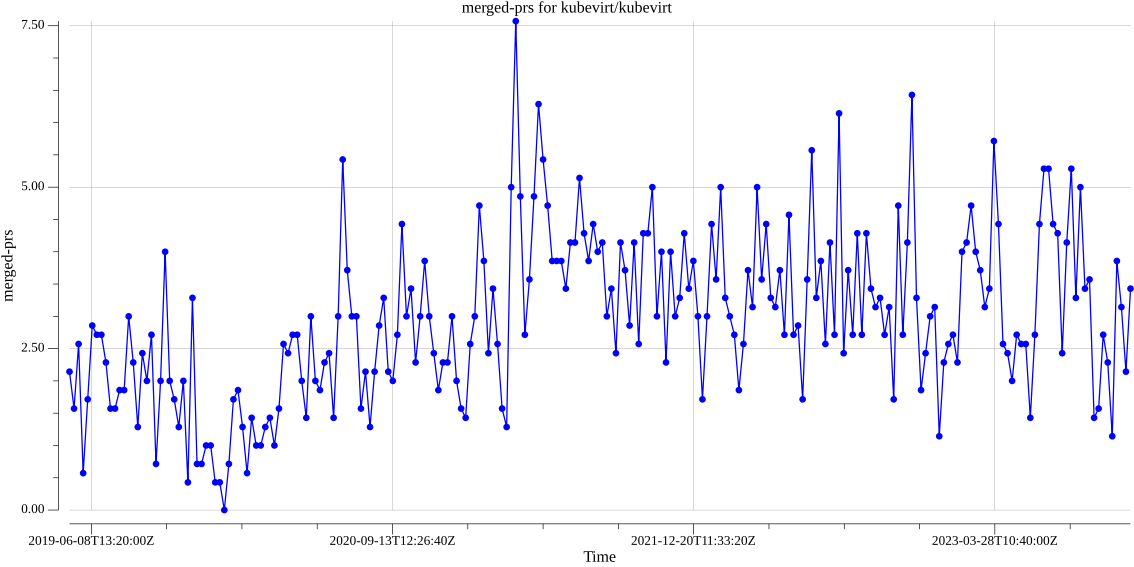 merged-prs for kubevirt/kubevirt
7.50
5.00
merged-prs
2.50
0.00
2019-06-08T13:20:00Z 2020-09-13T12:26:40Z 2021-12-20T11:33:20Z 2023-03-28T10:40:00Z
Time